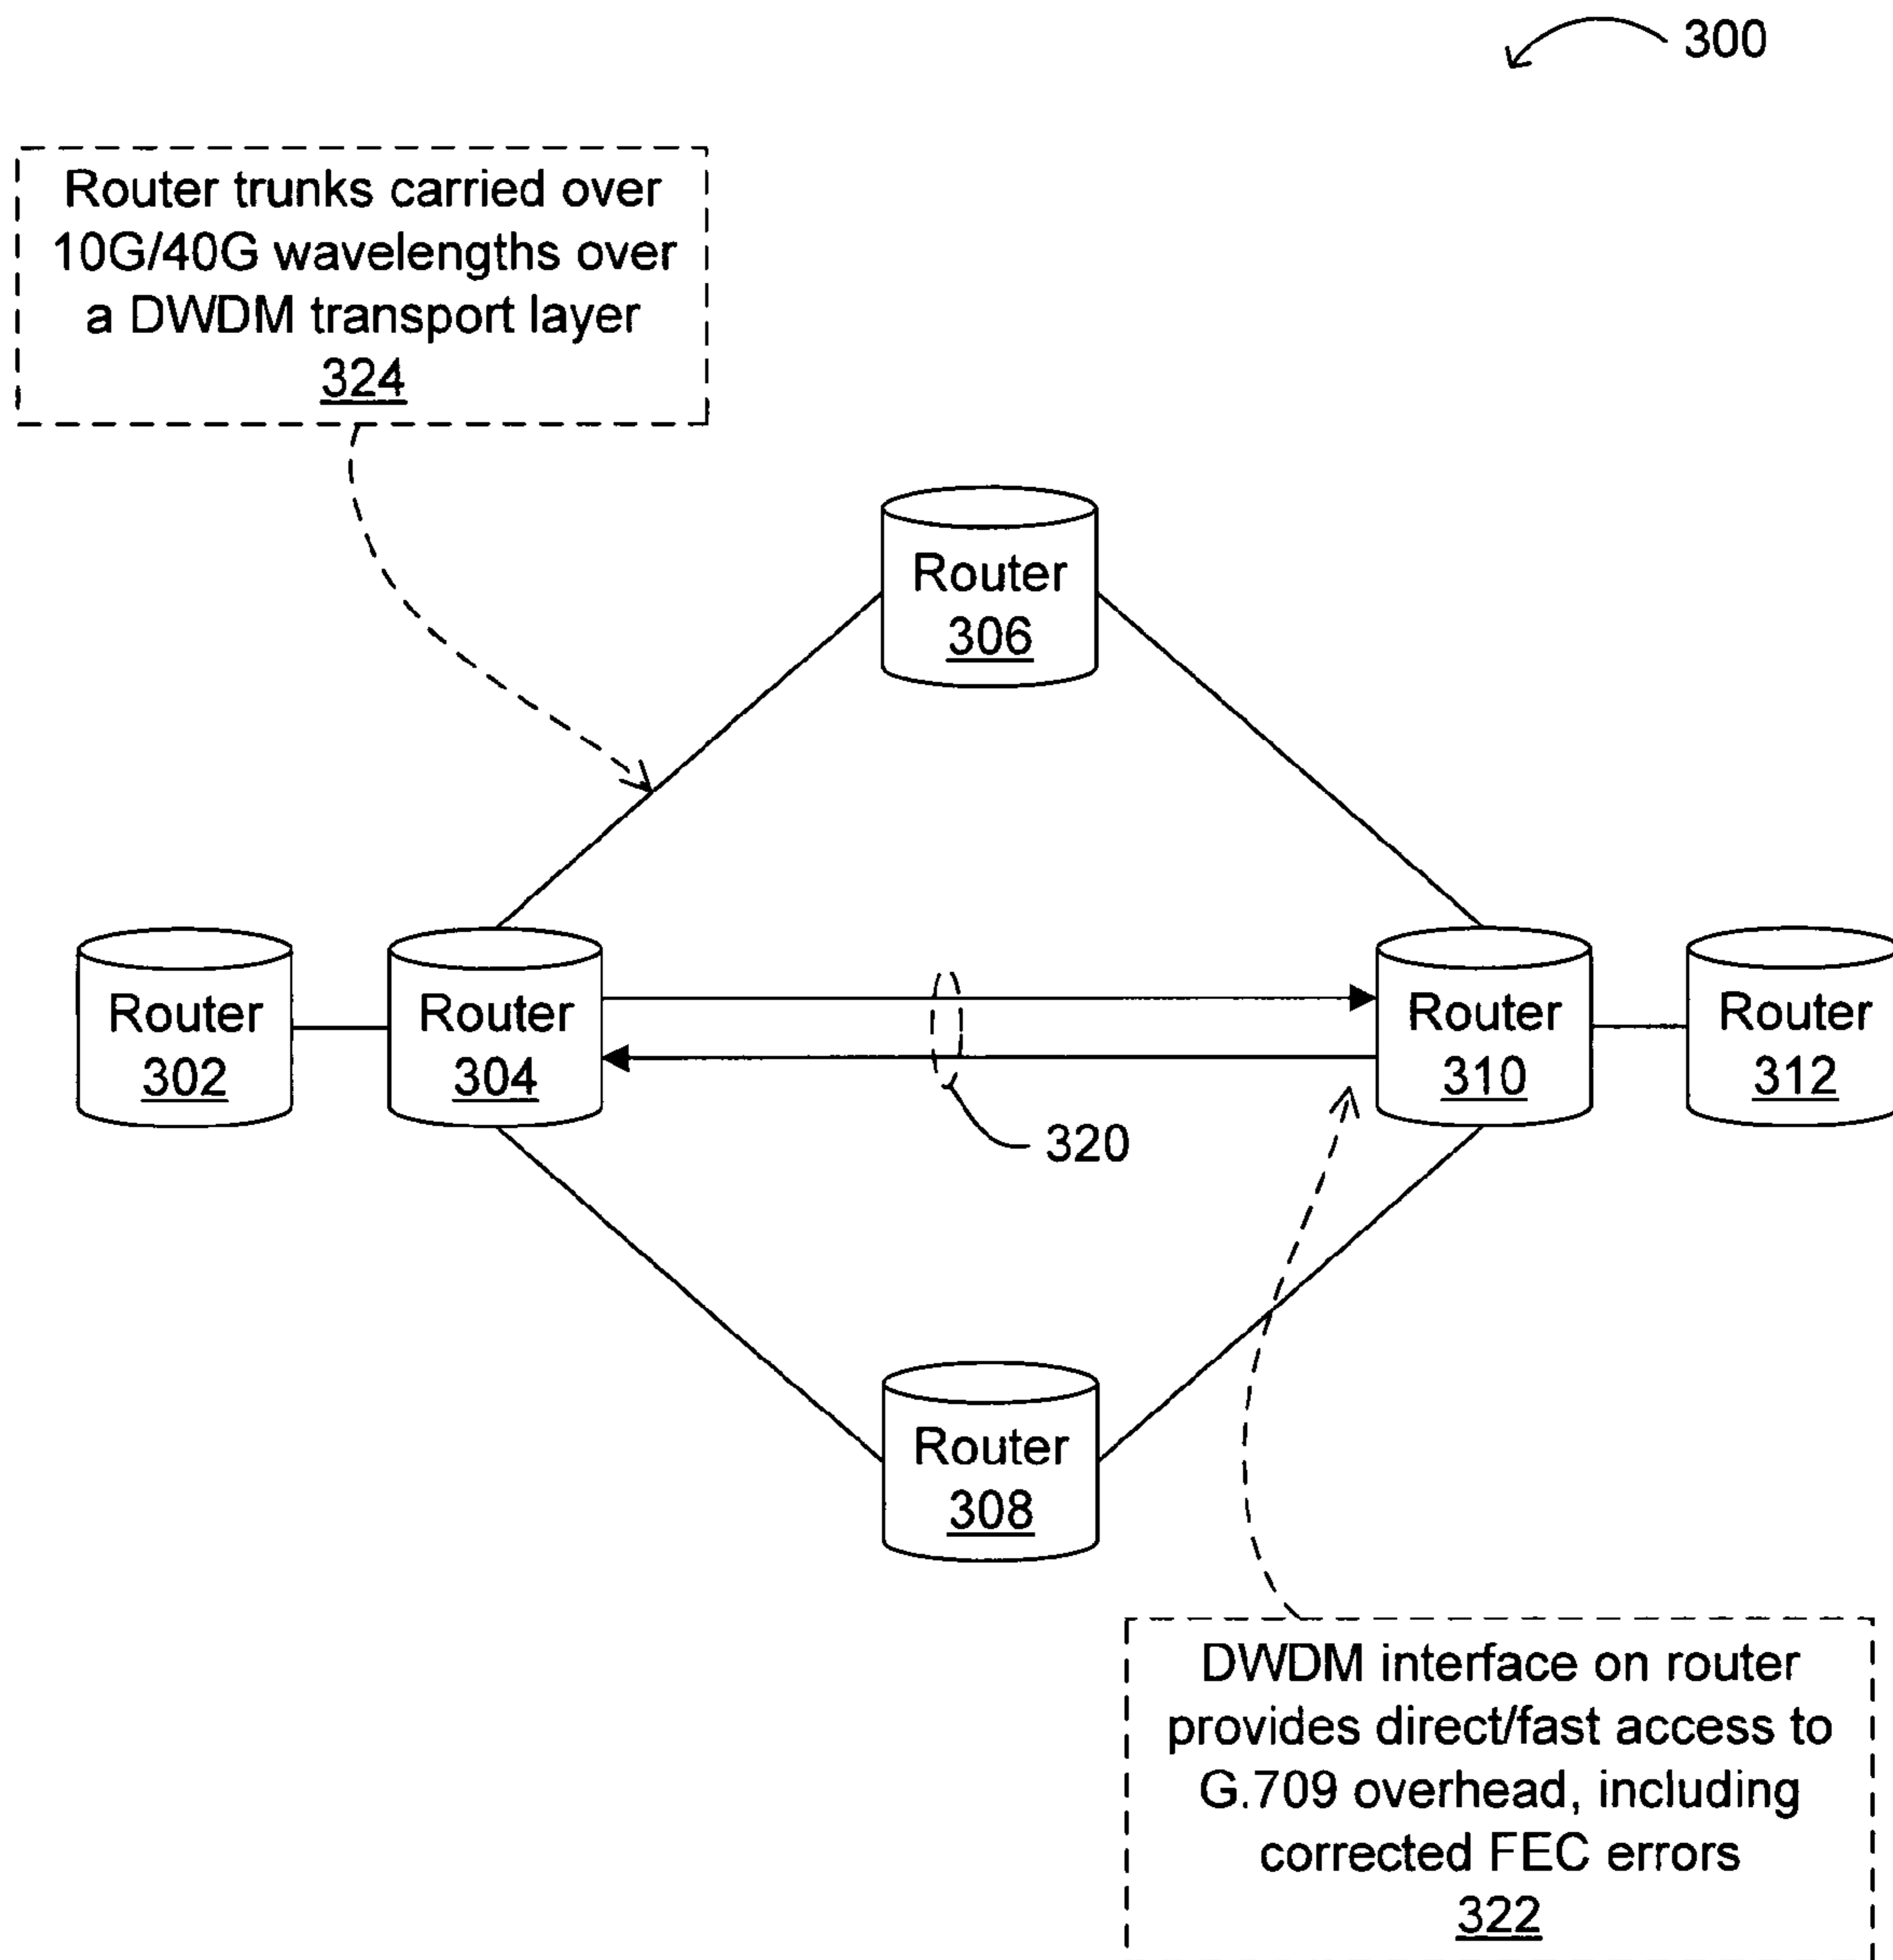 300
Router trunks carried over
10G/40G wavelengths over
a DWDM transport layer
324
Router
306
Router
302
Router
304
Router
310
Router
312
320
Router
308
DWDM interface on router
provides direct/fast access to
G.709 overhead, including
corrected FEC errors
322